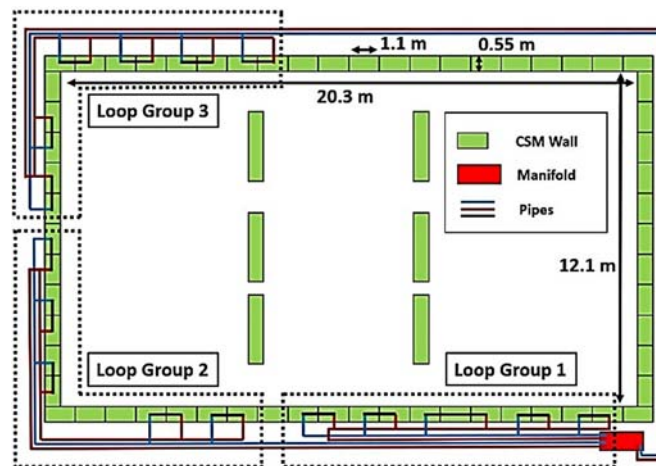 1.1 m
0.55 m
20.3 m
Loop Group 3
CSM Wall
Manifold
Pipes
12.1 m
Loop Group 2
Loop Group 1